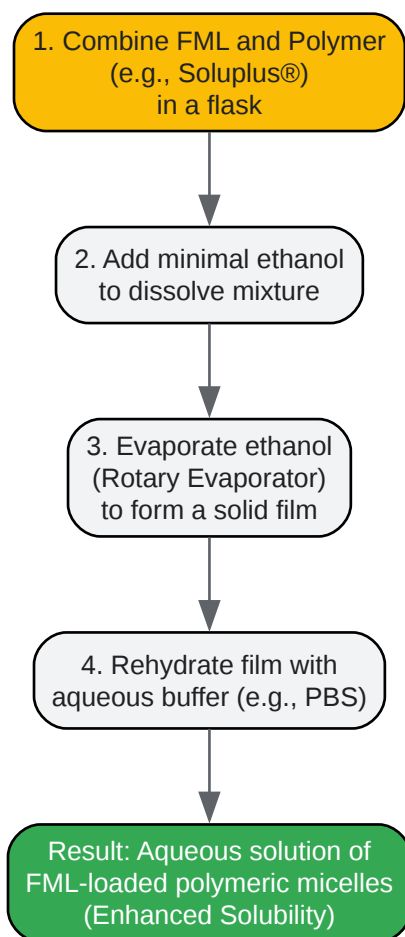 1. Combine FML and Polymer
(e.g., Soluplus®)
in a flask
2. Add minimal ethanol
to dissolve mixture
3. Evaporate ethanol
(Rotary Evaporator)
to form a solid film
4. Rehydrate film with
aqueous buffer (e.g., PBS)
Result: Aqueous solution of
FML-loaded polymeric micelles
(Enhanced Solubility)